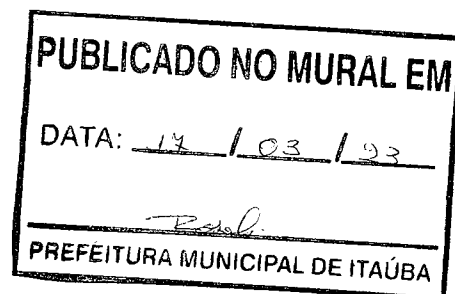 PUBLICADO NO MURAL EM
DATA: 17 / 03 / 93
PREFEITURA MUNICIPAL DE ITAÚBA